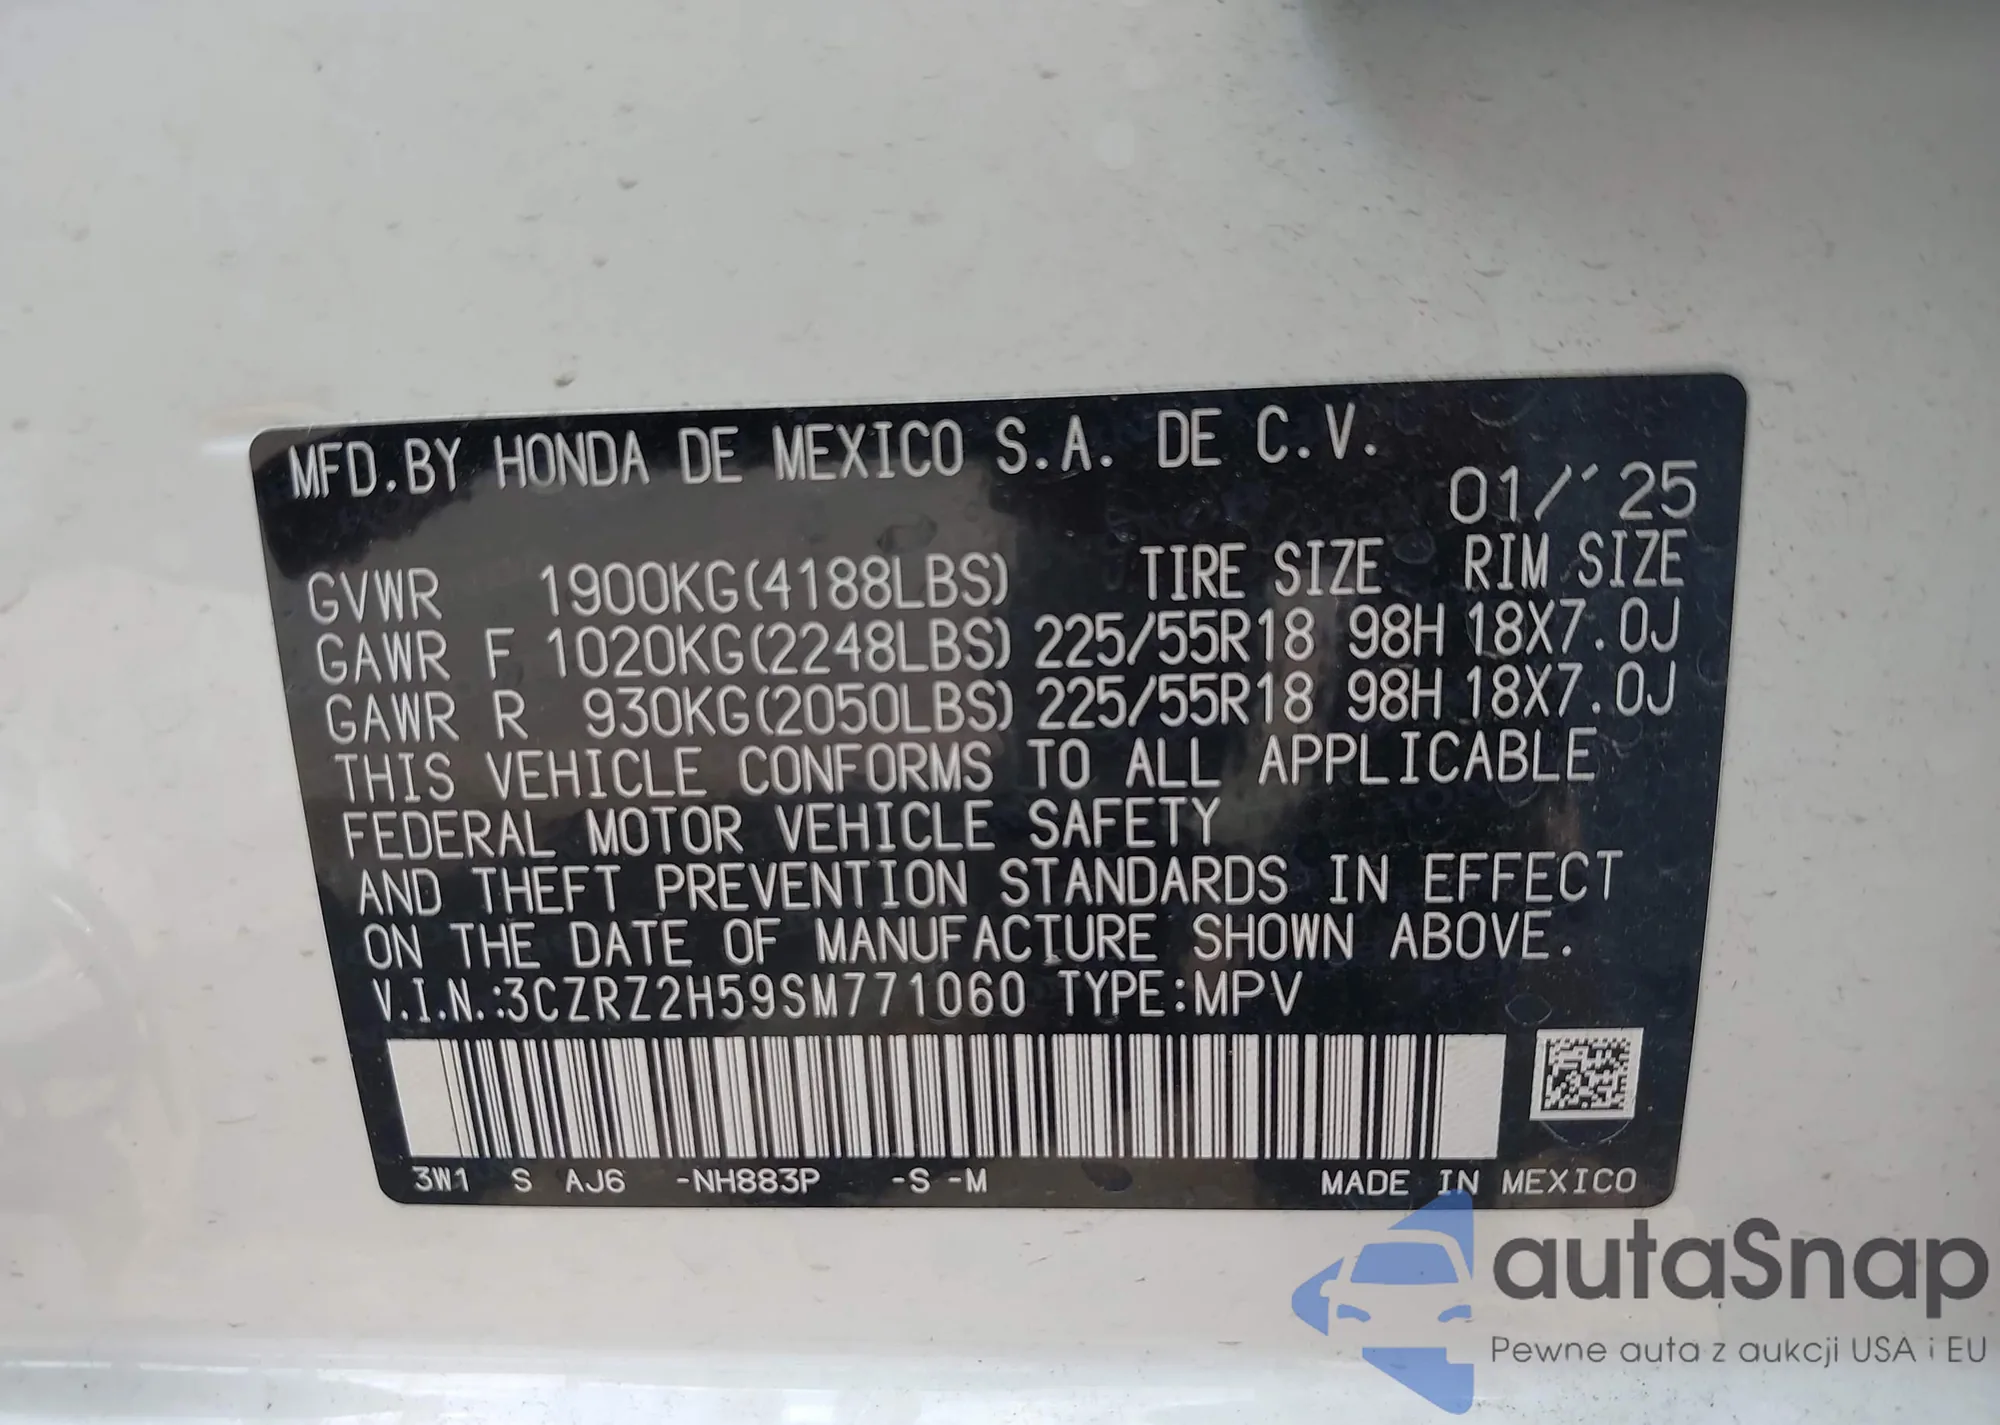 MFD.BY HONDA DE MEXICO S.A. DE C.V.
01/'25
TIRE SIZE RIM SIZE
GVWR 1900KG(4188LBS)
GAWR F 1020KG(2248LBS) 225/55R18 98H 18X7.0J
GAWR R 930KG(2050LBS) 225/55R18 98H 18X7.0J
THIS VEHICLE CONFORMS TO ALL APPLICABLE
FEDERAL MOTOR VEHICLE SAFETY
AND THEFT PREVENTION STANDARDS IN EFFECT
ON THE DATE OF MANUFACTURE SHOWN ABOVE.
V.I.N.:3CZRZ2H59SM771060 TYPE:MPV
3W1 S AJ6 -NH883P -S -M MADE IN MEXICO
autaSnap
Pewne auta z aukcji USA i EU